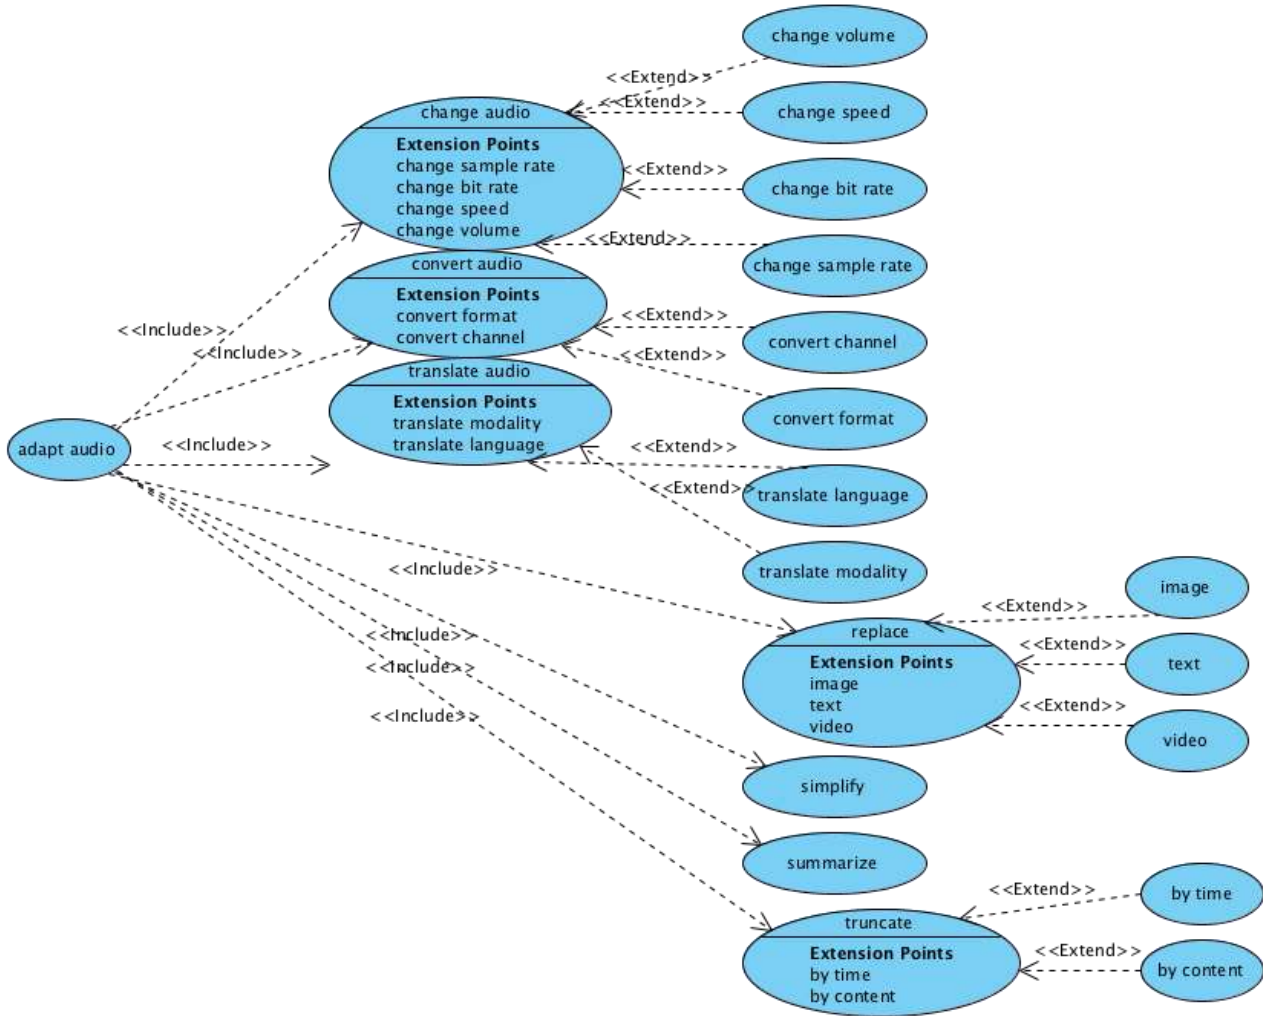 change volume
<<Extend>>
<<Extend>>
change speed
change audio
Extension Points
change sample rate
change bit rate
change speed
change volume
<<Extend>>
change bit rate
<<Extend>>
change sample rate
convert audio
Extension Points
convert format
convert channel
<<Extend>>
convert channel
<<Extend>>
convert format
<<Include>>
<<Include>>
translate audio
Extension Points
translate modality
translate language
adapt audio
<<Include>>
<<Extend>>
translate language
<<Extend>>
translate modality
<<Include>>
image
<<Extend>>
replace
Extension Points
image
text
video
<<Extend>>
text
<<Extend>>
video
<<Include>>
<<Include>>
<<Include>>
simplify
summarize
<<Extend>>
by time
truncate
Extension Points
by time
by content
<<Extend>>
by content